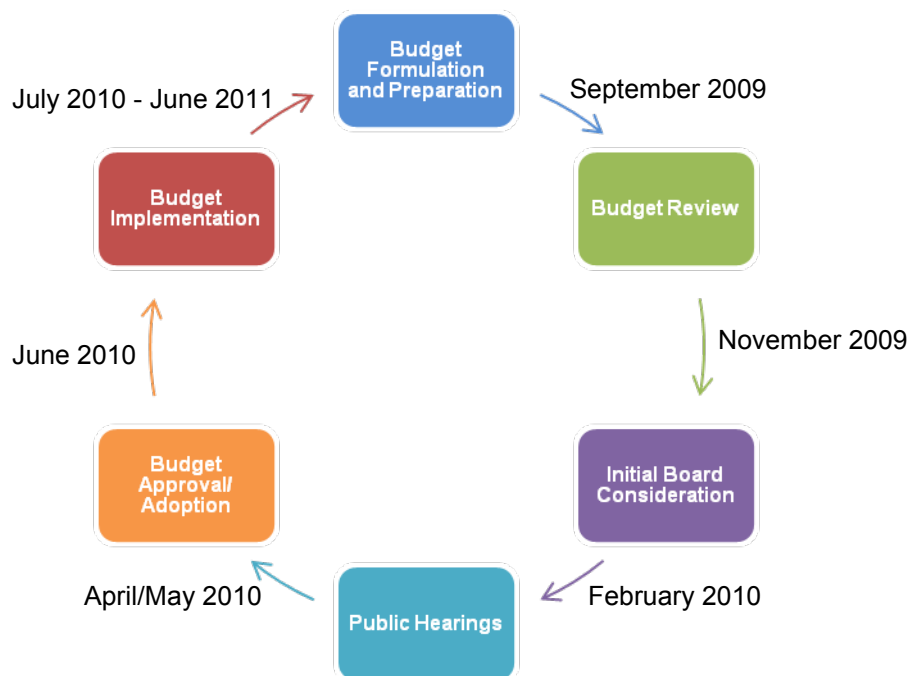 Budget
Formulation
and Preparation
September 2009
Budget Review
November 2009
Initial Board
Consideration
February 2010
Public Hearings
April/May 2010
Budget
Approval/
Adoption
June 2010
Budget
Implementation
July 2010 - June 2011